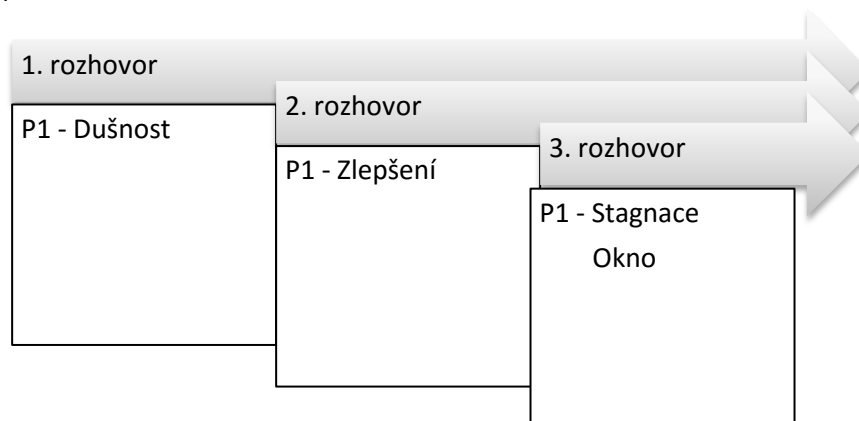 1. rozhovor
P1 - Dušnost
2. rozhovor
P1 - Zlepšení
3. rozhovor
P1 - Stagnace
Okno